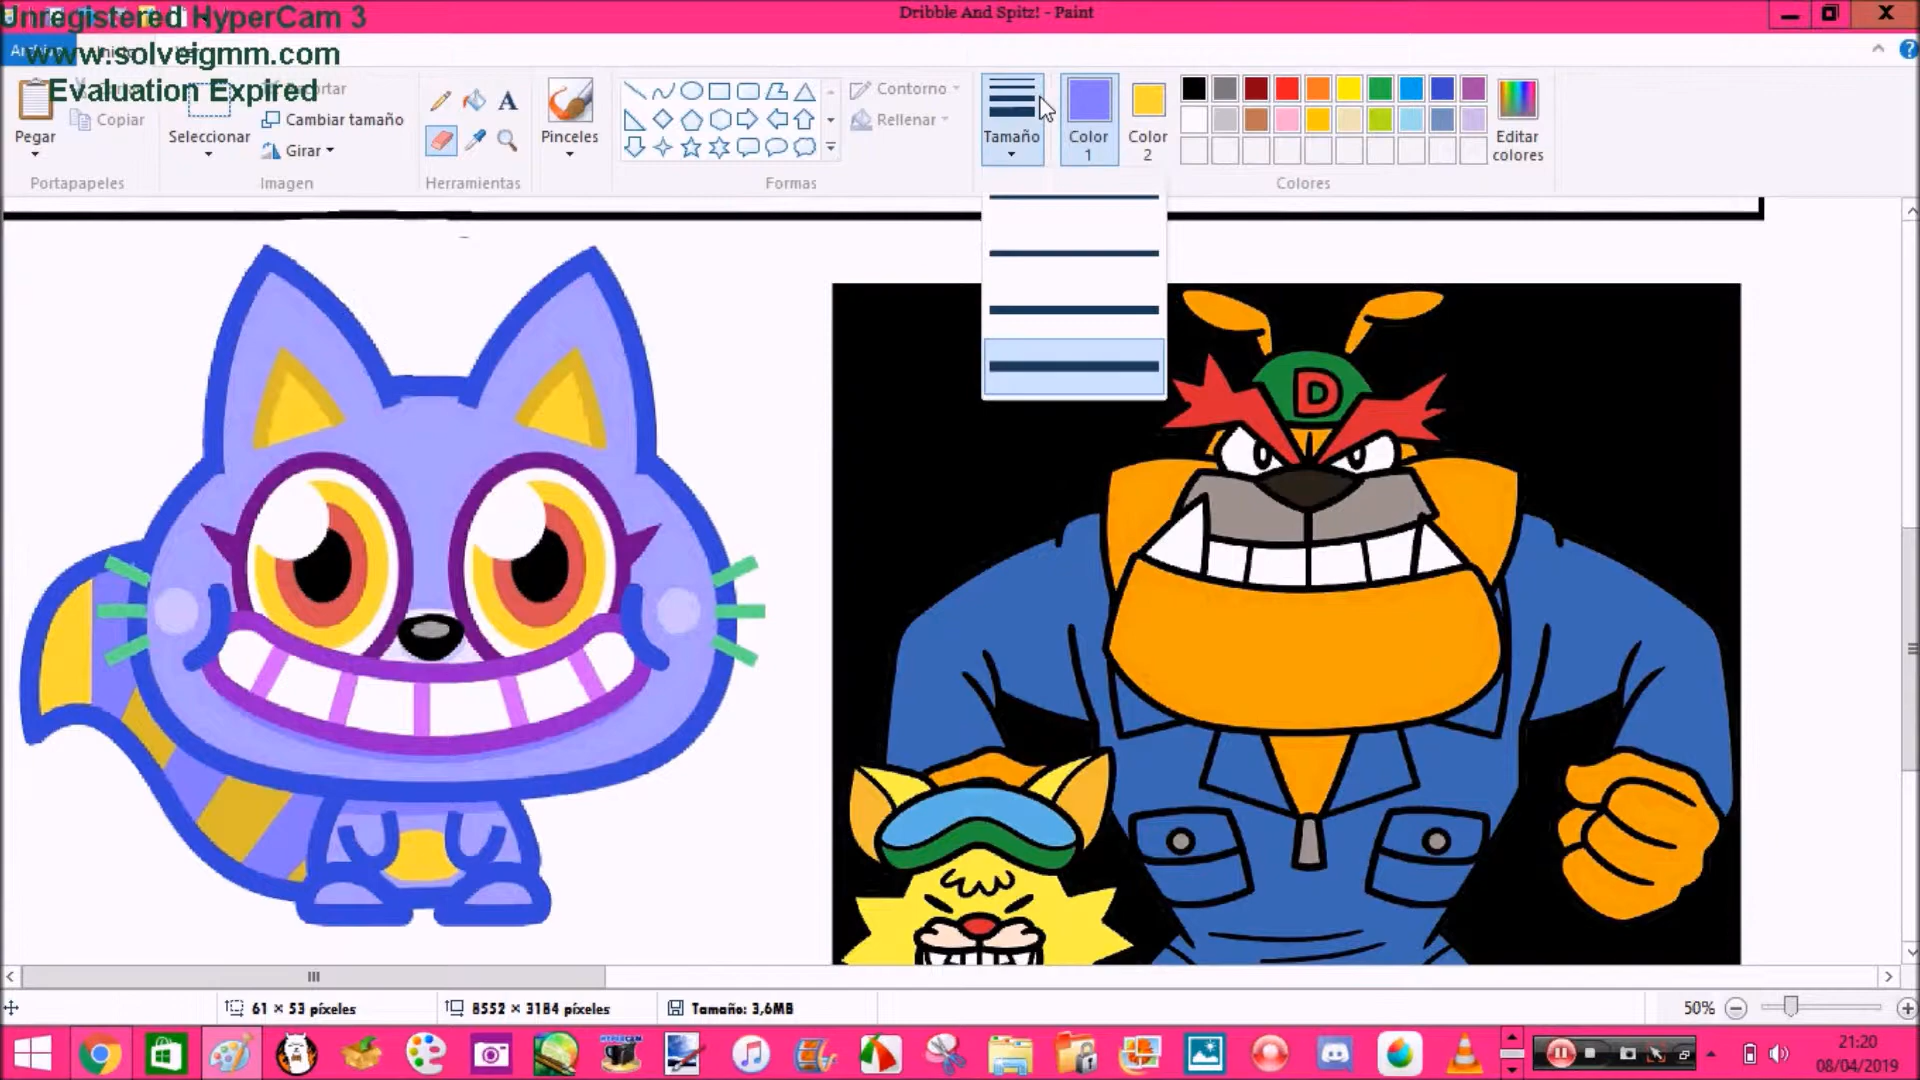 Unregistered HyperCam 3
Dribble And Spitz! - Paint
www.solveigmm.com
Evaluation Expired
Pegar
Copiar
Portapapeles
Seleccionar
Cambiar tamaño
Girar
Imagen
A
Herramientas
Pinceles
Formas
Contorno
Rellenar
Tamaño
Color 1
Color 2
Editar colores
Colores
D
61 × 53 píxeles
8552 × 3184 píxeles
Tamaño: 3,6MB
50%
HYPERCAM
21:20
08/04/2019